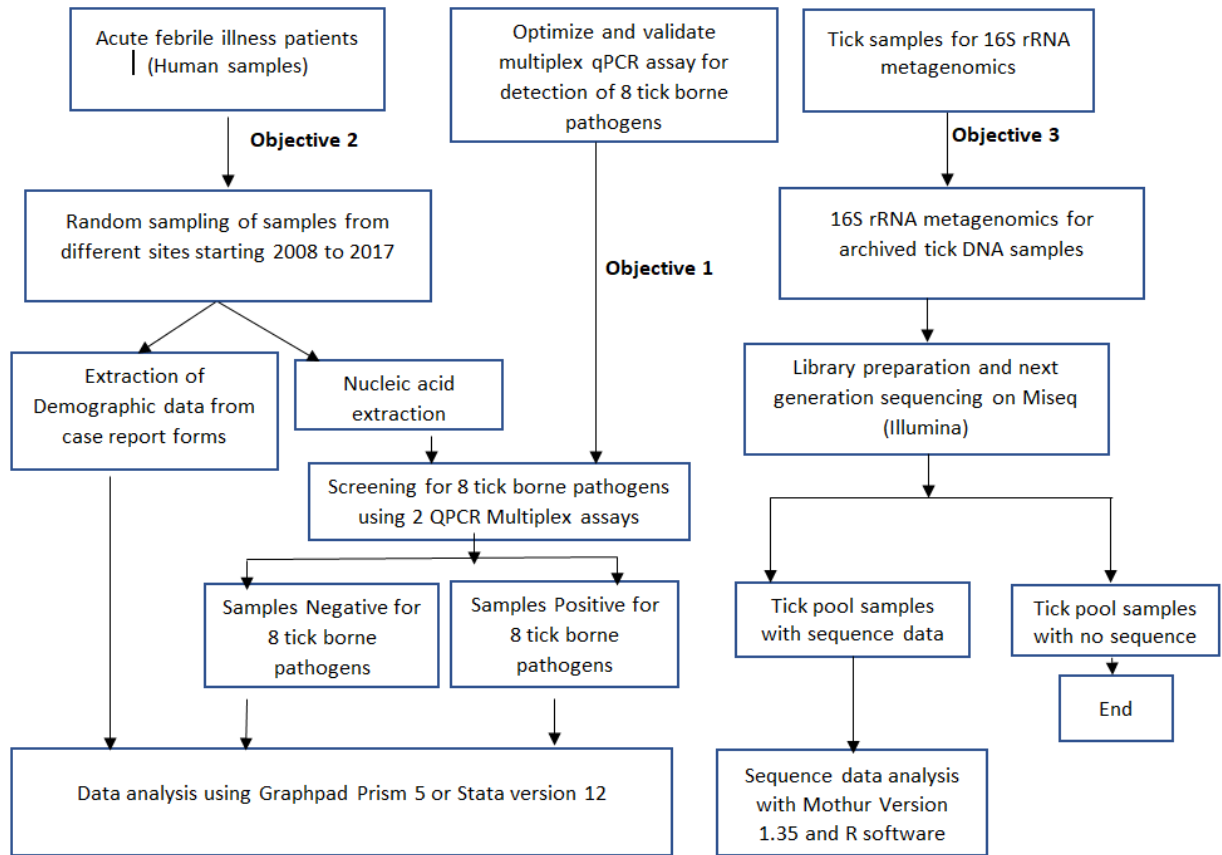 Acute febrile illness patients
(Human samples)
Objective 2
Random sampling of samples from
different sites starting 2008 to 2017
Extraction of
Demographic data from
case report forms
Nucleic acid
extraction
Optimize and validate
multiplex qPCR assay for
detection of 8 tick borne
pathogens
Objective 1
Screening for 8 tick borne pathogens
using 2 QPCR Multiplex assays
Samples Negative for
8 tick borne
pathogens
Samples Positive for
8 tick borne
pathogens
Data analysis using Graphpad Prism 5 or Stata version 12
Tick samples for 16S rRNA
metagenomics
Objective 3
16S rRNA metagenomics for
archived tick DNA samples
Library preparation and next
generation sequencing on Miseq
(Illumina)
Tick pool samples
with sequence data
Tick pool samples
with no sequence
End
Sequence data analysis
with Mothur Version
1.35 and R software